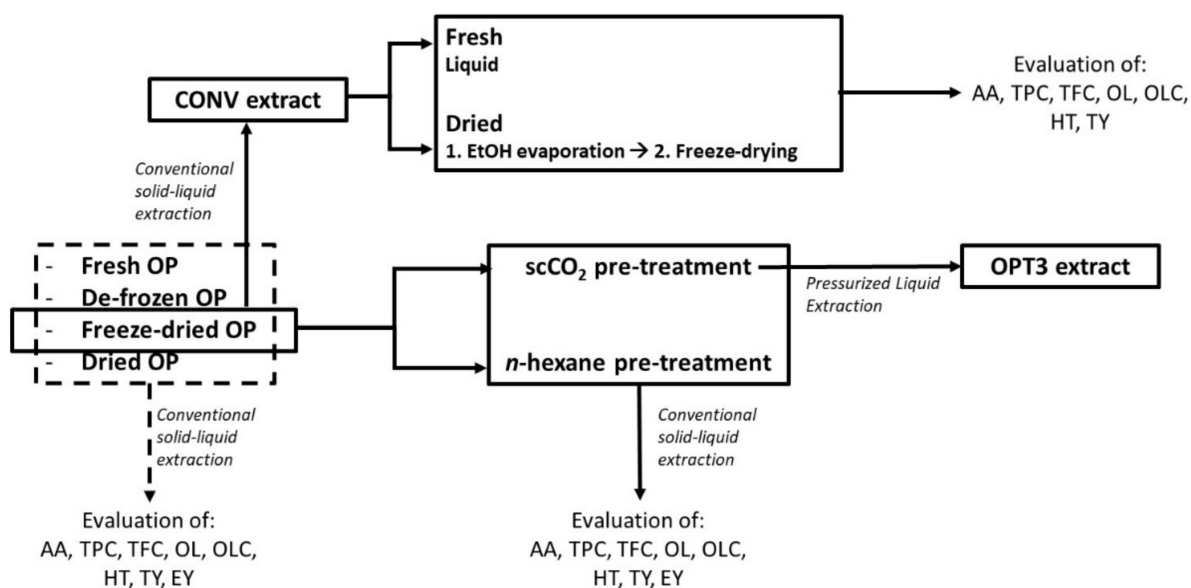 Fresh
Liquid
Dried
1. EtOH evaporation → 2. Freeze-drying
CONV extract
Evaluation of:
AA, TPC, TFC, OL, OLC,
HT, TY
Conventional
solid-liquid
extraction
- Fresh OP
- De-frozen OP
- Freeze-dried OP
- Dried OP
scCO₂ pre-treatment
n-hexane pre-treatment
Pressurized Liquid
Extraction
OPT3 extract
Conventional
solid-liquid
extraction
Evaluation of:
AA, TPC, TFC, OL, OLC,
HT, TY, EY
Conventional
solid-liquid
extraction
Evaluation of:
AA, TPC, TFC, OL, OLC,
HT, TY, EY